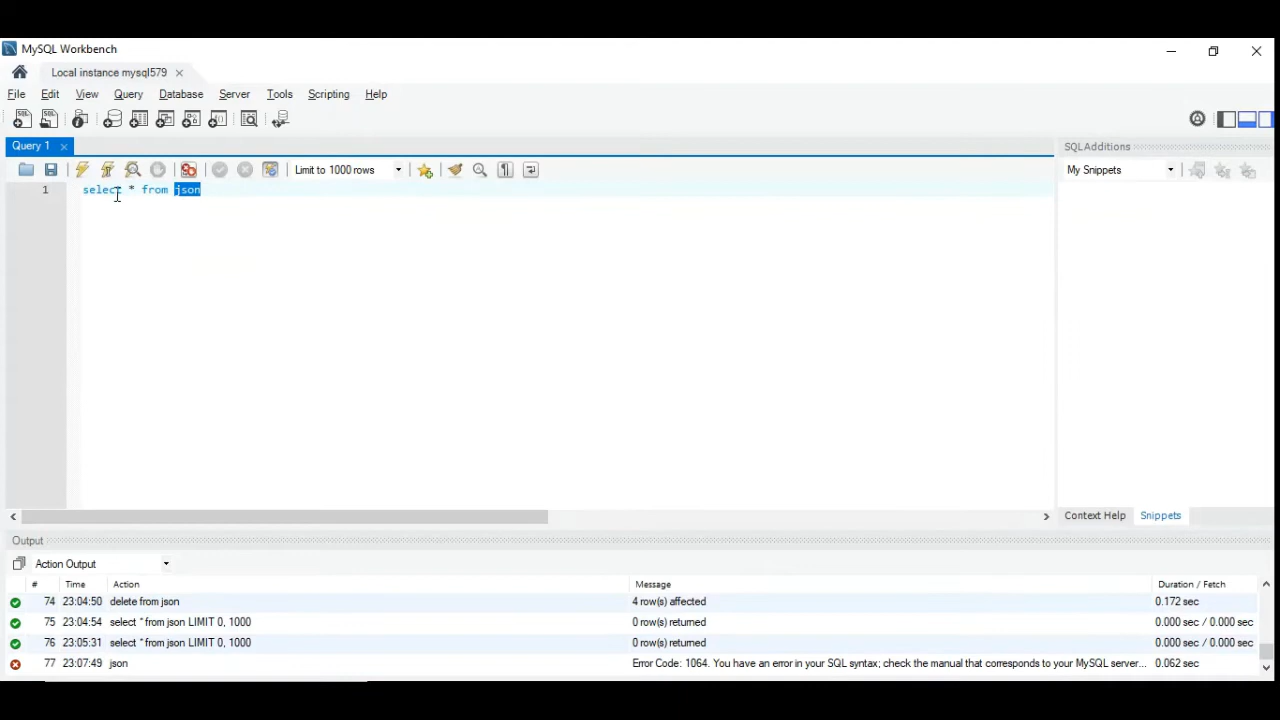 MySQL Workbench
Local instance mysql579
File Edit View Query Database Server Tools Scripting Help
Query 1
SQLAdditions
Limit to 1000 rows
My Snippets
1 select * from json
Context Help Snippets
Output
Action Output
# Time Action Message Duration / Fetch
74 23:04:50 delete from json 4 row(s) affected 0.172 sec
75 23:04:54 select * from json LIMIT 0, 1000 0 row(s) returned 0.000 sec / 0.000 sec
76 23:05:31 select * from json LIMIT 0, 1000 0 row(s) returned 0.000 sec / 0.000 sec
77 23:07:49 json Error Code: 1064. You have an error in your SQL syntax; check the manual that corresponds to your MySQL server... 0.062 sec